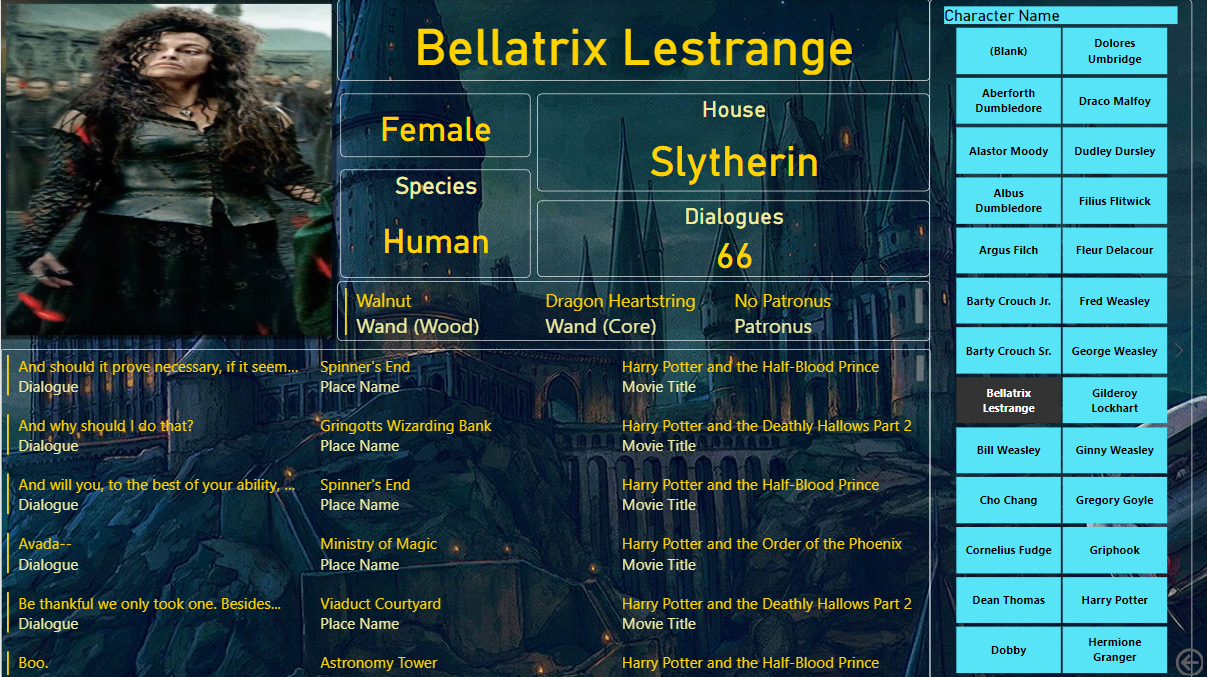 Bellatrix Lestrange
Female
Species
Human
House
Slytherin
Dialogues
66
Walnut
Wand (Wood)
Dragon Heartstring
Wand (Core)
No Patronus
Patronus
And should it prove necessary, if it seem...
Dialogue
Spinner's End
Place Name
Harry Potter and the Half-Blood Prince
Movie Title
And why should I do that?
Dialogue
Gringotts Wizarding Bank
Place Name
Harry Potter and the Deathly Hallows Part 2
Movie Title
And will you, to the best of your ability, ...
Dialogue
Spinner's End
Place Name
Harry Potter and the Half-Blood Prince
Movie Title
Avada--
Dialogue
Ministry of Magic
Place Name
Harry Potter and the Order of the Phoenix
Movie Title
Be thankful we only took one. Besides...
Dialogue
Viaduct Courtyard
Place Name
Harry Potter and the Deathly Hallows Part 2
Movie Title
Boo.
Astronomy Tower
Harry Potter and the Half-Blood Prince
Character Name
(Blank)
Dolores
Umbridge
Aberforth
Dumbledore
Draco Malfoy
Alastor Moody
Dudley Dursley
Albus
Dumbledore
Filius Flitwick
Argus Filch
Fleur Delacour
Barty Crouch Jr.
Fred Weasley
Barty Crouch Sr.
George Weasley
Bellatrix
Lestrange
Gilderoy
Lockhart
Bill Weasley
Ginny Weasley
Cho Chang
Gregory Goyle
Cornelius Fudge
Griphook
Dean Thomas
Harry Potter
Dobby
Hermione
Granger